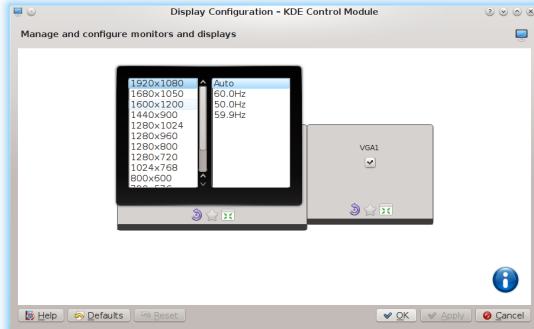 Display Configuration – KDE Control Module
Manage and configure monitors and displays
1920x1080
1680x1050
1600x1200
1440x900
1280x1024
1280x960
1280x800
1280x720
1024x768
800x600
Auto
60.0Hz
50.0Hz
59.9Hz
VGA1
Help Defaults Reset OK Apply Cancel